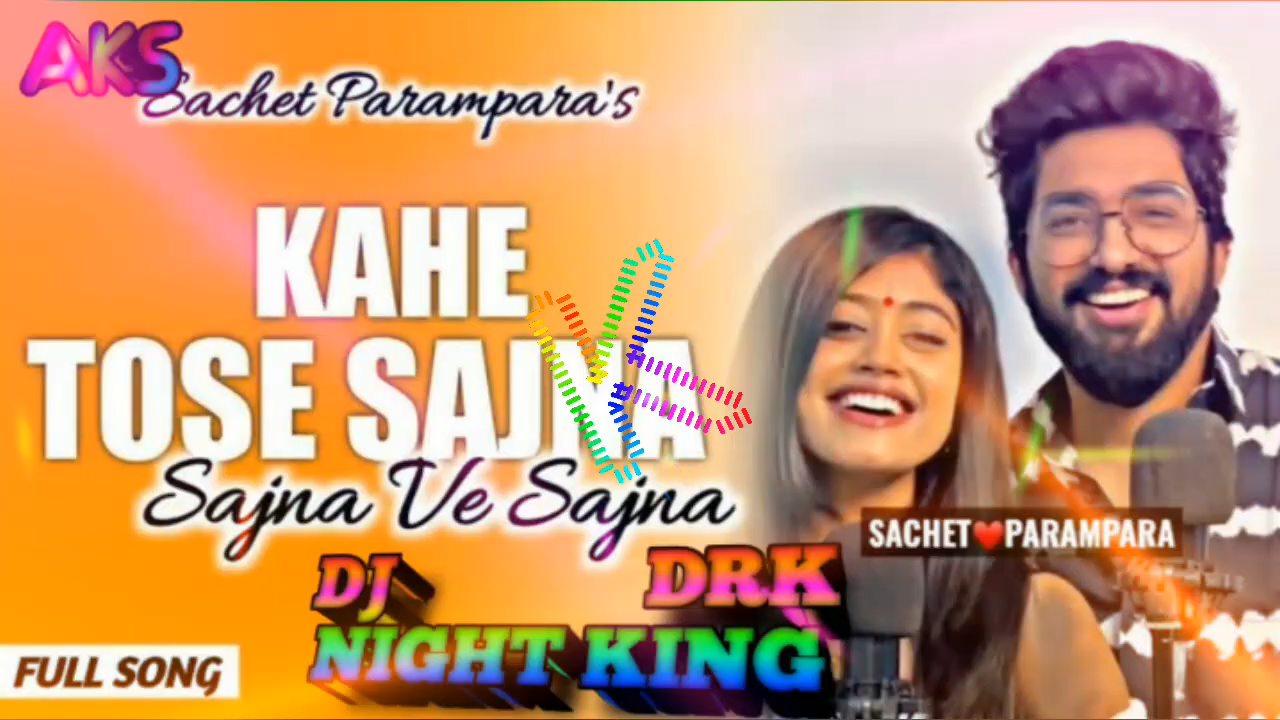 AKS
Sachet Parampara's
KAHE
TOSE SAJNA
Sajna Ve Sajna
SACHET❤️PARAMPARA
DJ DRK
NIGHT KING
FULL SONG